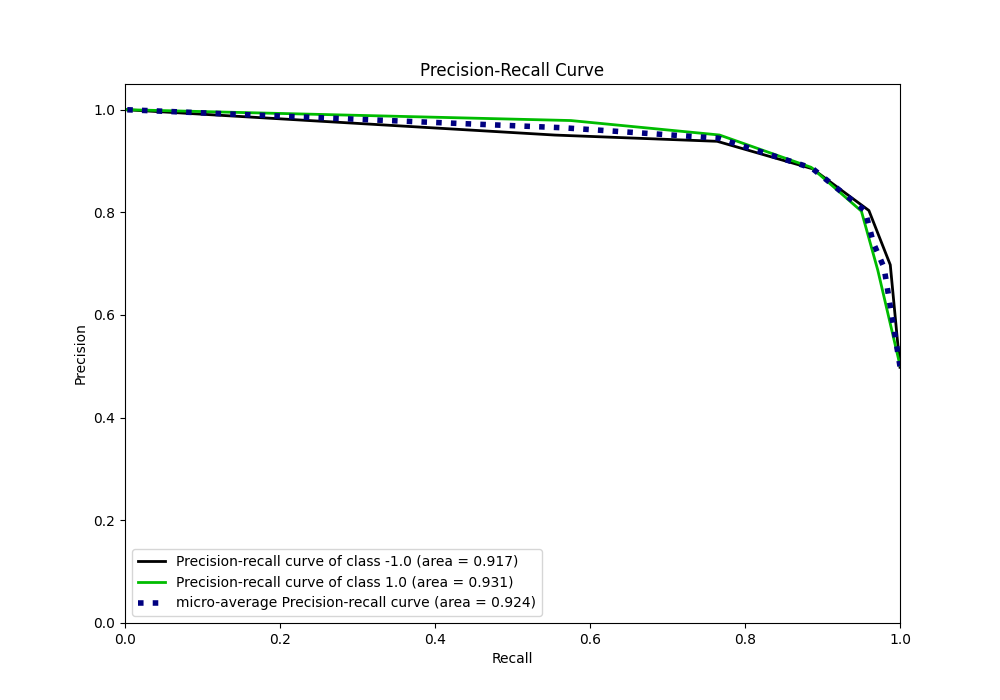 Precision-Recall Curve
1.0
0.8
0.6
0.4
0.2
0.0
Precision
Precision-recall curve of class -1.0 (area = 0.917)
Precision-recall curve of class 1.0 (area = 0.931)
micro-average Precision-recall curve (area = 0.924)
0.0 0.2 0.4 0.6 0.8 1.0
Recall